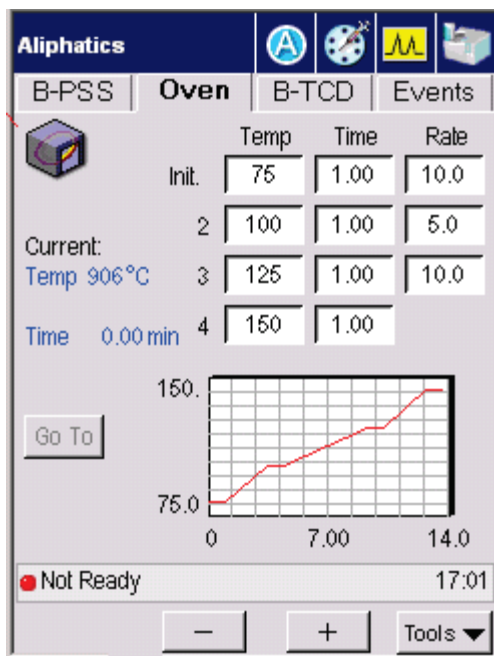 Aliphatics
B-PSS Oven B-TCD Events
Temp Time Rate
Init. 75 1.00 10.0
2 100 1.00 5.0
Current:
Temp 906°C 3 125 1.00 10.0
Time 0.00 min 4 150 1.00
150.
Go To
75.0
0 7.00 14.0
Not Ready 17:01
− + Tools